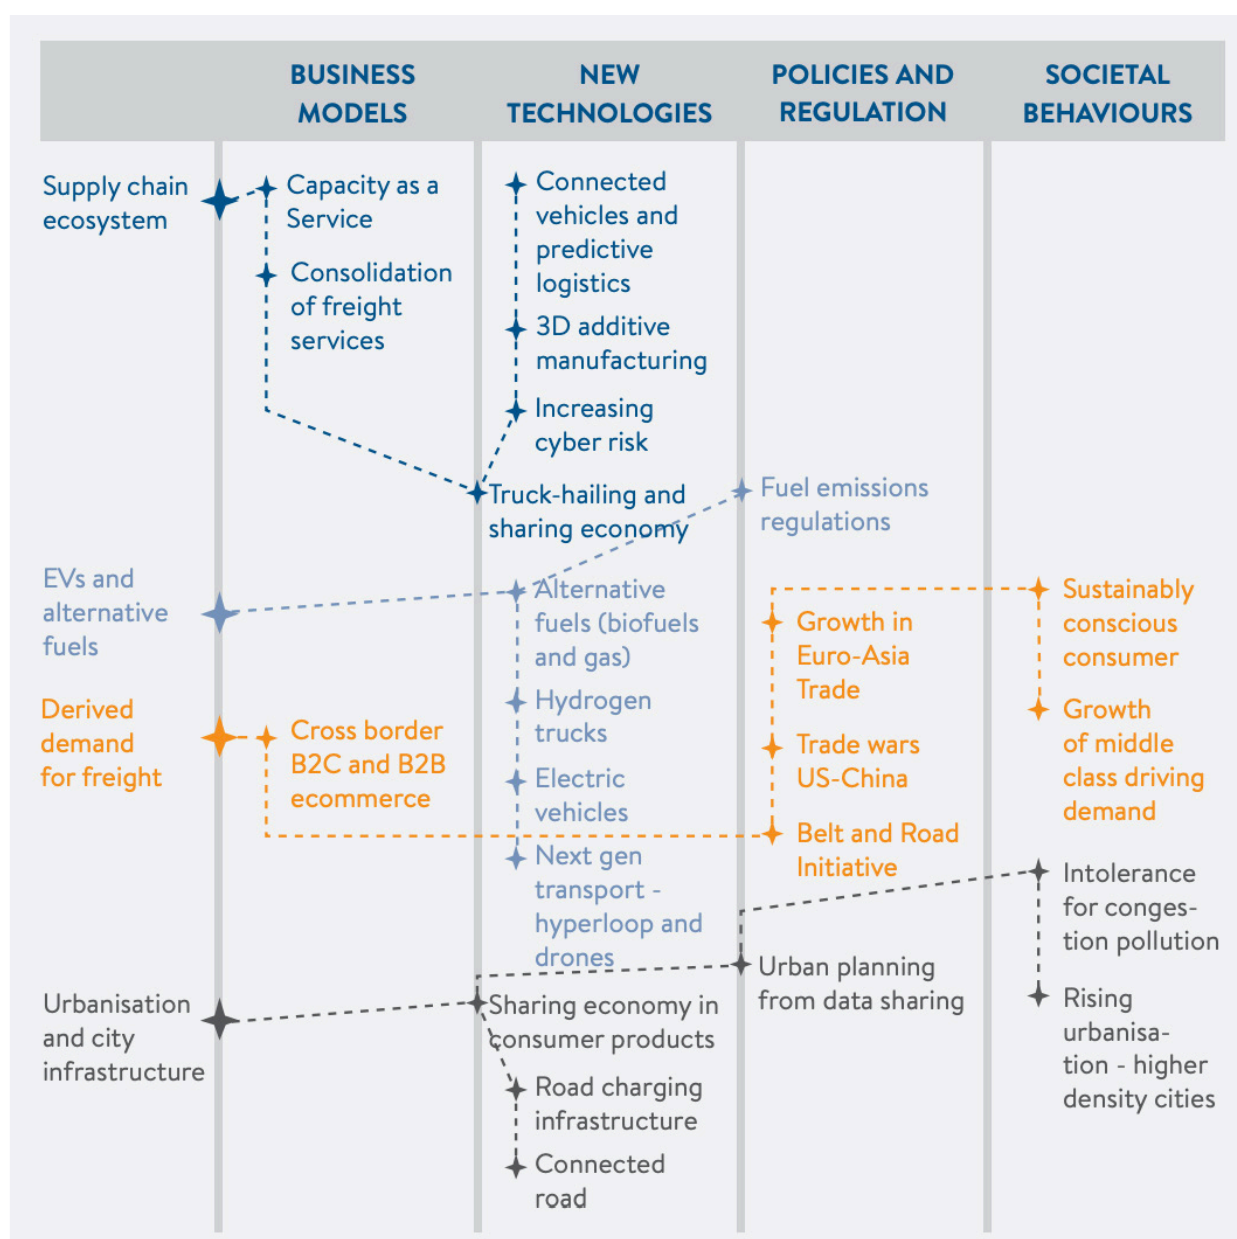 BUSINESS
MODELS
NEW
TECHNOLOGIES
POLICIES AND
REGULATION
SOCIETAL
BEHAVIOURS
Supply chain
ecosystem
Capacity as a
Service
Consolidation
of freight
services
Connected
vehicles and
predictive
logistics
3D additive
manufacturing
Increasing
cyber risk
Truck-hailing and
sharing economy
EVs and
alternative
fuels
Alternative
fuels (biofuels
and gas)
Hydrogen
trucks
Electric
vehicles
Next gen
transport -
hyperloop and
drones
Fuel emissions
regulations
Derived
demand
for freight
Cross border
B2C and B2B
ecommerce
Growth in
Euro-Asia
Trade
Trade wars
US-China
Belt and Road
Initiative
Sustainably
conscious
consumer
Growth
of middle
class driving
demand
Urbanisation
and city
infrastructure
Sharing economy in
consumer products
Road charging
infrastructure
Connected
road
Urban planning
from data sharing
Intolerance
for conges-
tion pollution
Rising
urbanisa-
tion - higher
density cities